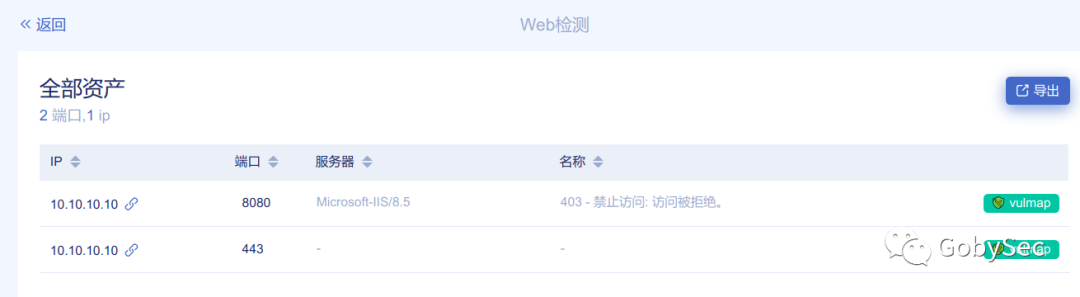 « 返回
Web检测
全部资产
导出
2 端口,1 ip
IP 端口 服务器 名称
10.10.10.10 8080 Microsoft-IIS/8.5 403 - 禁止访问: 访问被拒绝。 vulmap
10.10.10.10 443 - - vulmap
GobySec